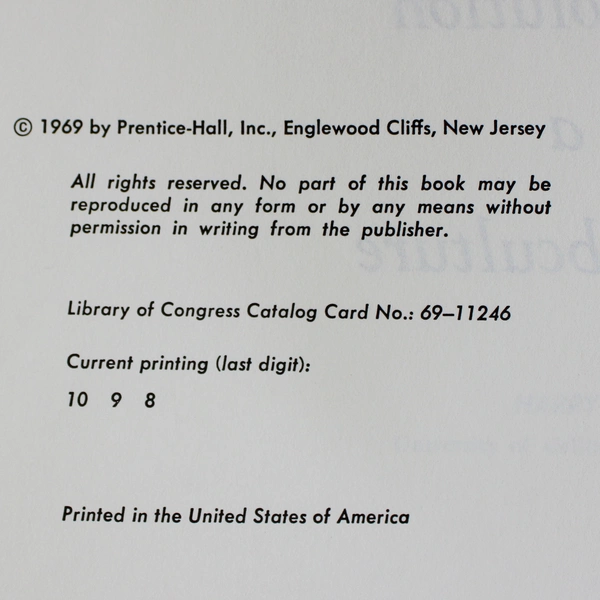 © 1969 by Prentice-Hall, Inc., Englewood Cliffs, New Jersey
All rights reserved. No part of this book may be
reproduced in any form or by any means without
permission in writing from the publisher.
Library of Congress Catalog Card No.: 69–11246
Current printing (last digit):
10 9 8
Printed in the United States of America